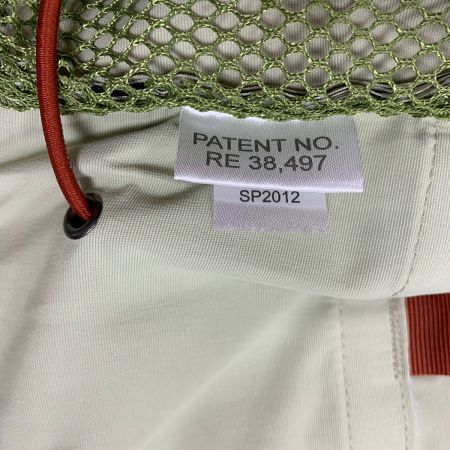 PATENT NO.
RE 38,497
SP2012